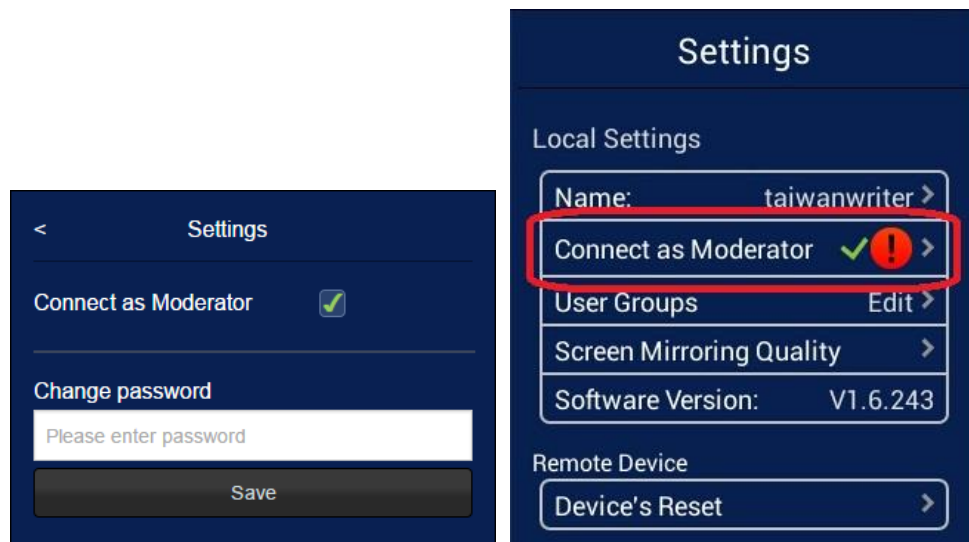 <
Settings
Connect as Moderator
Change password
Please enter password
Save
Settings
Local Settings
Name: taiwanwriter >
Connect as Moderator ! >
User Groups Edit >
Screen Mirroring Quality >
Software Version: V1.6.243
Remote Device
Device's Reset >